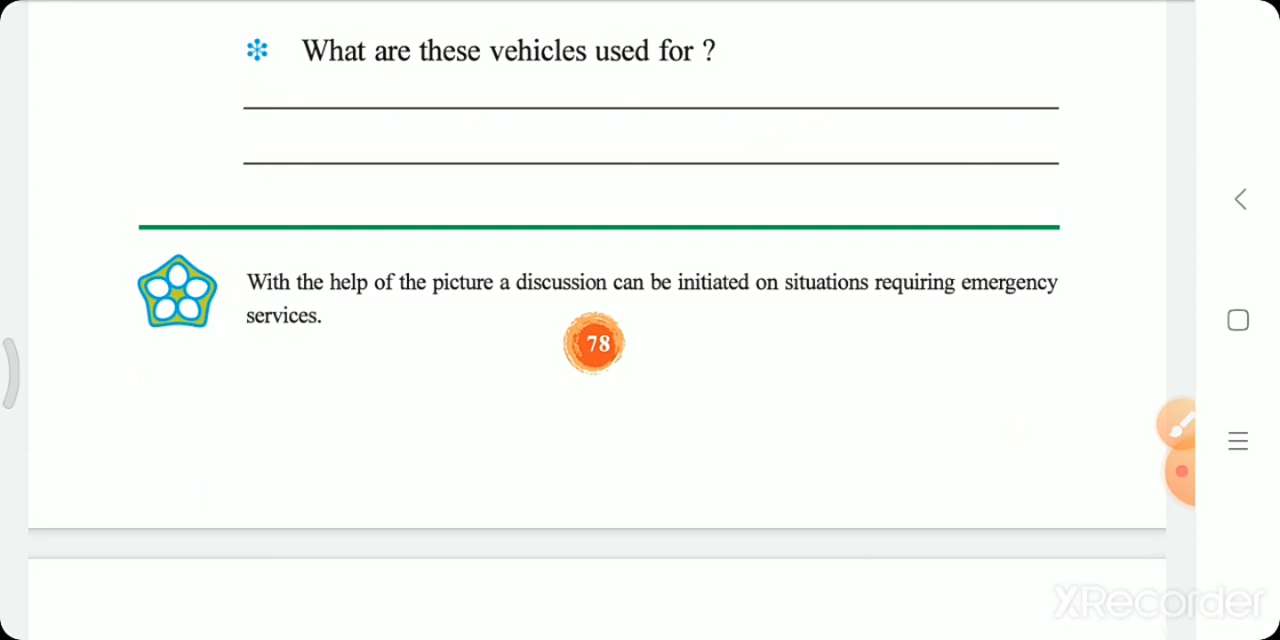 What are these vehicles used for ?
With the help of the picture a discussion can be initiated on situations requiring emergency
services.
78
XRecorder